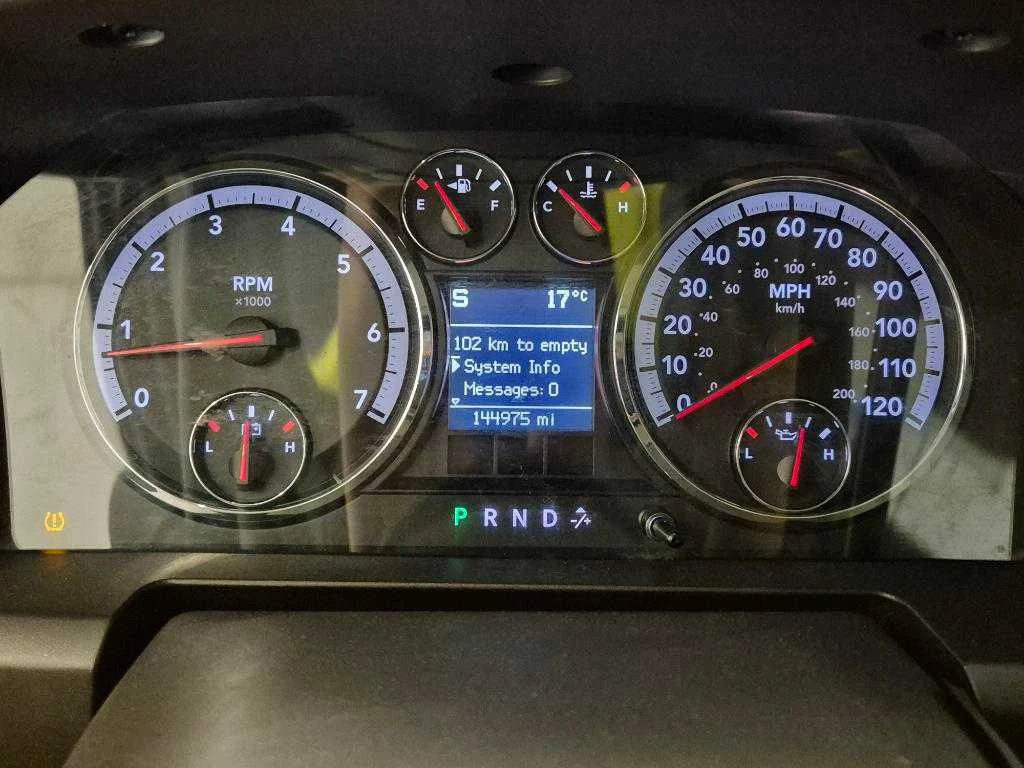 E F
C H
0 1 2 3 4 5 6 7
RPM
×1000
L H
S 17°C
102 km to empty
System Info
Messages: 0
144975 mi
0 10 20 30 40 50 60 70 80 90 100 110 120
MPH
km/h
0 20 40 60 80 100 120 140 160 180 200
L H
P R N D -/+